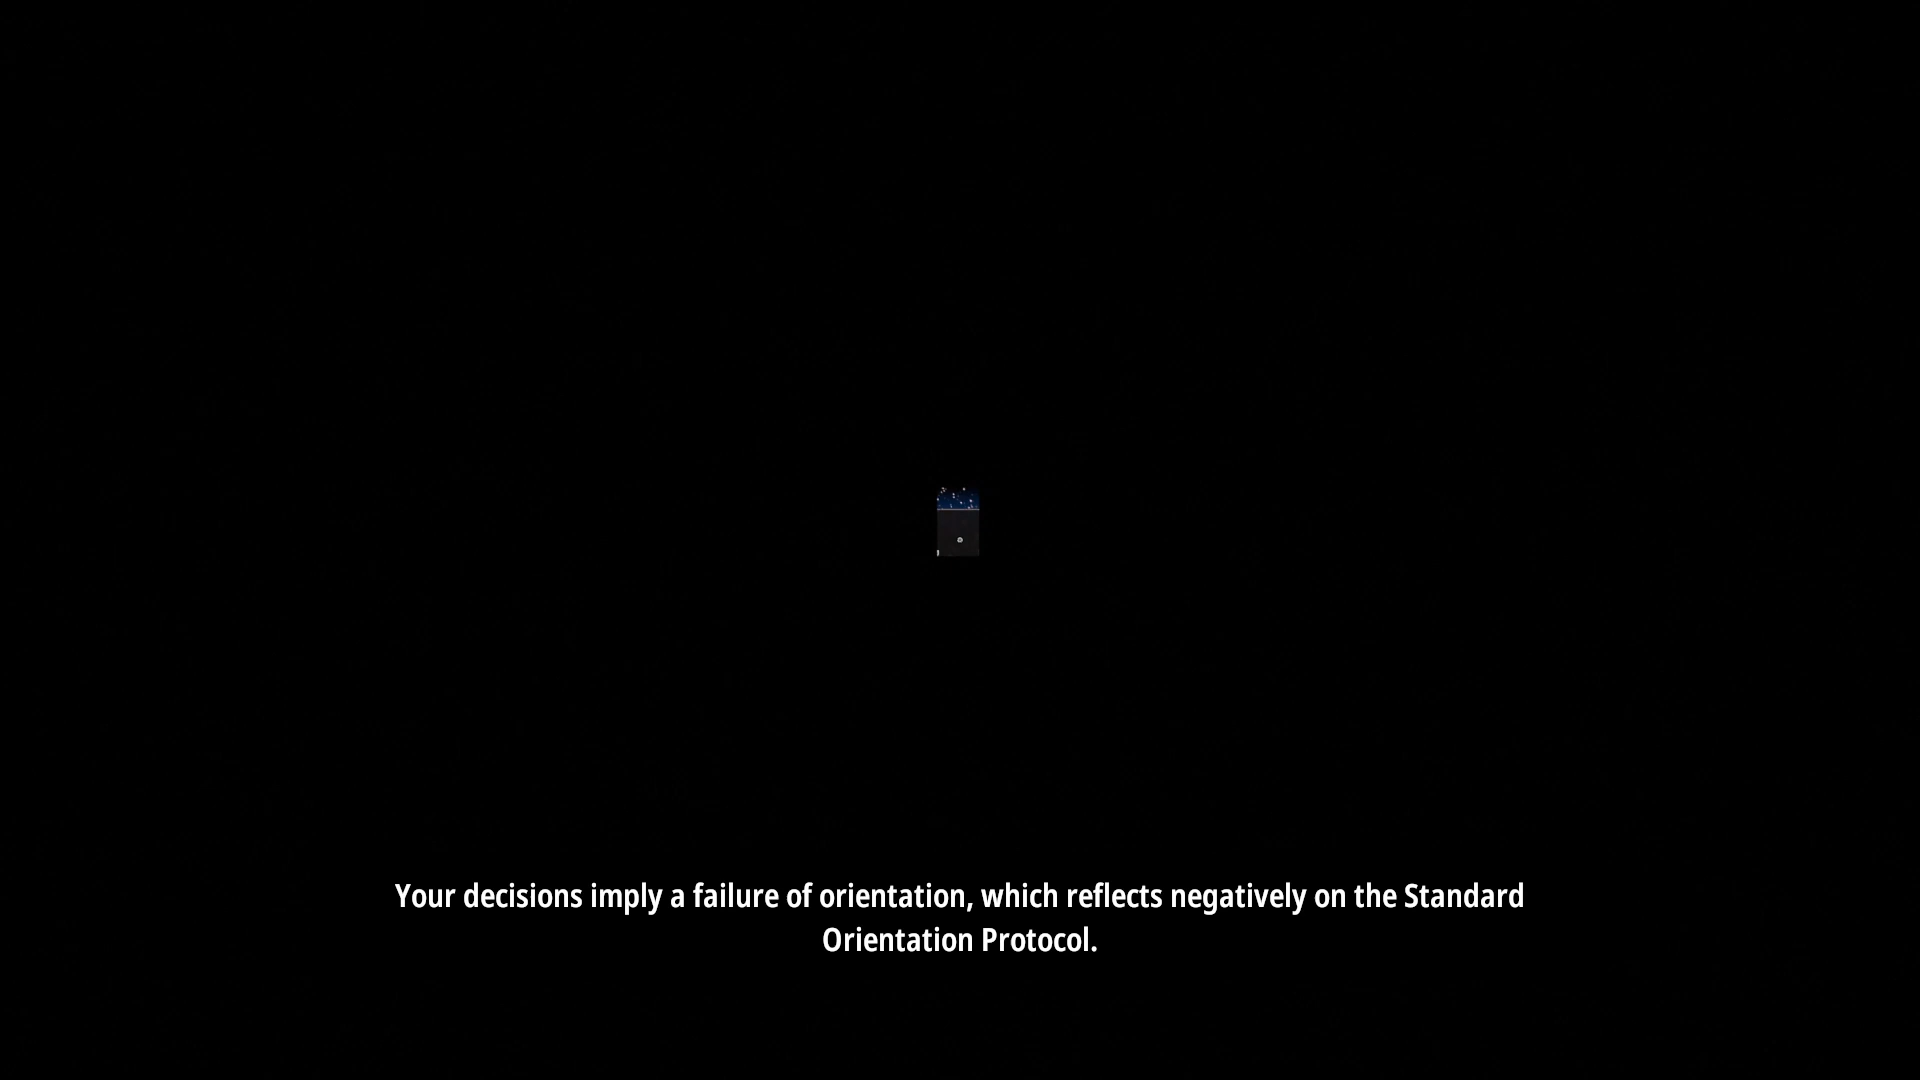 Your decisions imply a failure of orientation, which reflects negatively on the Standard
Orientation Protocol.